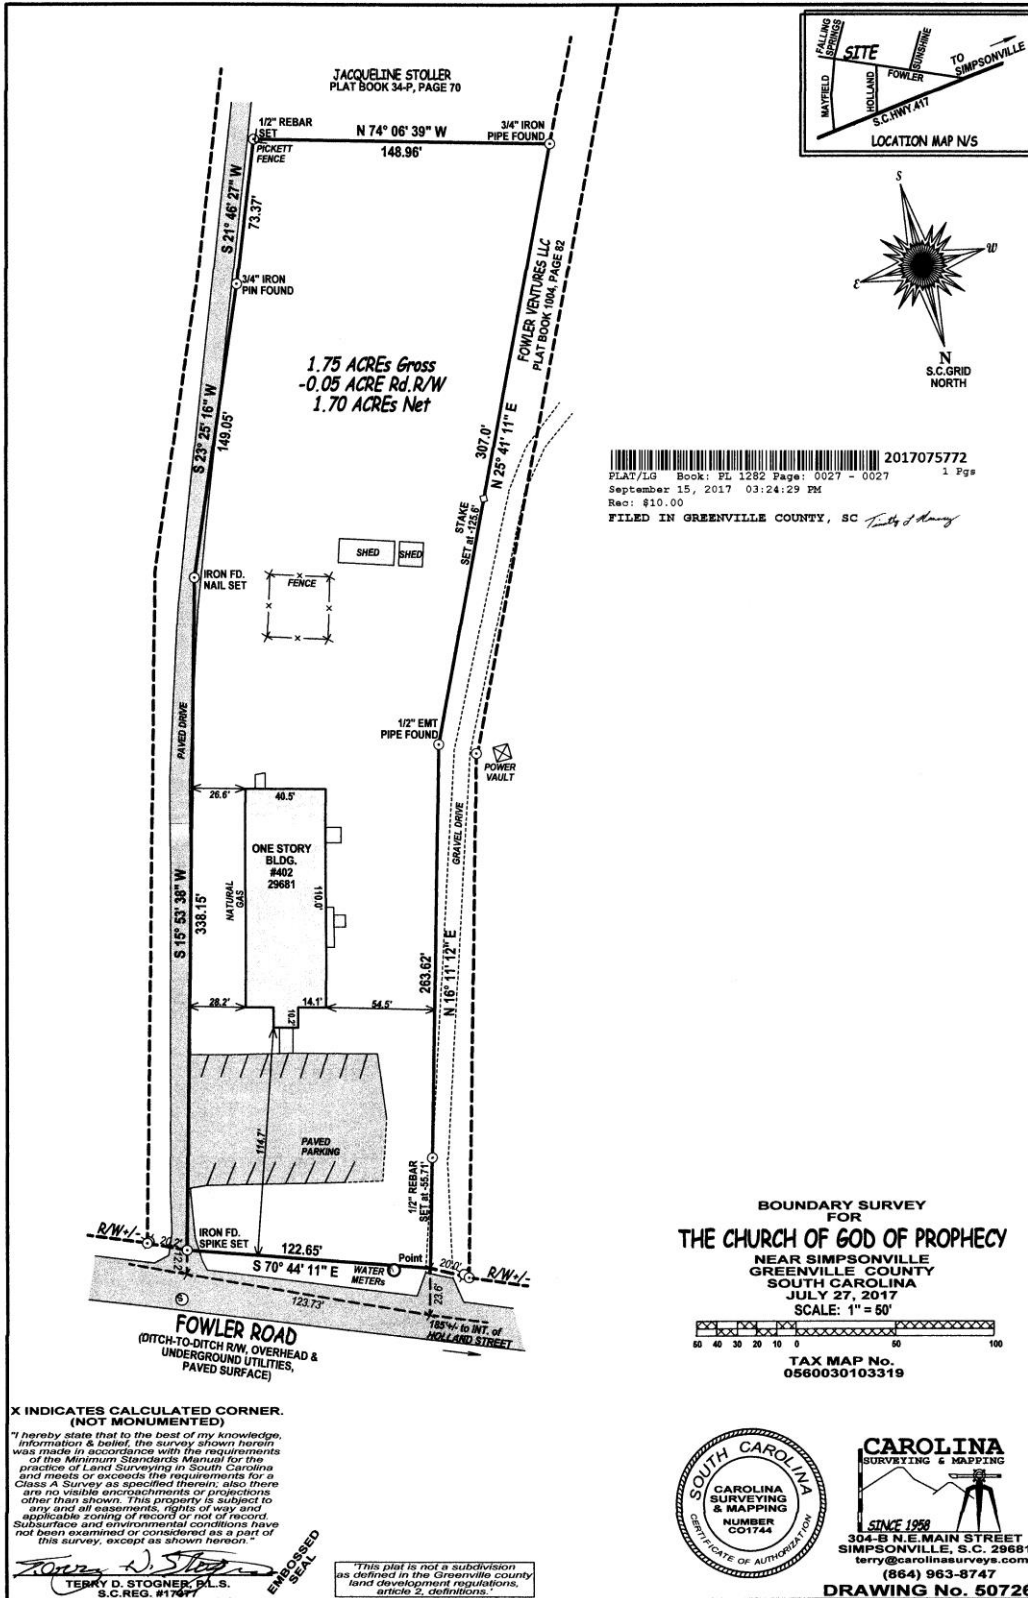 JACQUELINE STOLLER
PLAT BOOK 34-P, PAGE 70
1/2" REBAR
SET
PICKETT
FENCE
N 74° 06' 39" W
148.96'
3/4" IRON
PIPE FOUND
FALLING
SPRINGS
SITE
SUNSHINE
TO
SIMPSONVILLE
FOWLER
MAYFIELD
HOLLAND
S.C.HWY.417
LOCATION MAP N/S
S
W
E
N
S.C.GRID
NORTH
S 21° 46' 27" W
73.37'
3/4" IRON
PIN FOUND
FOWLER VENTURES LLC
PLAT BOOK 1004, PAGE 82
1.75 ACREs Gross
-0.05 ACRE Rd.R/W
1.70 ACREs Net
S 23° 25' 16" W
149.05'
307.0'
N 25° 41' 11" E
2017075772
PLAT/LG Book: PL 1282 Page: 0027 - 0027 1 Pgs
September 15, 2017 03:24:29 PM
Rec: $10.00
FILED IN GREENVILLE COUNTY, SC
STAKE
SET at -125.6'
SHED
SHED
IRON FD.
NAIL SET
FENCE
1/2" EMT
PIPE FOUND
POWER
VAULT
PAVED DRIVE
26.6'
40.5'
ONE STORY
BLDG.
#402
29681
NATURAL
GAS
110.0'
GRAVEL DRIVE
S 15° 53' 38" W
338.15'
263.62'
N 16° 11' 12" E
28.2'
14.1'
54.5'
10.2'
114.7'
PAVED
PARKING
1/2" REBAR
SET at -55.71'
R/W+/-
20.2'
12.2'
IRON FD.
SPIKE SET
122.65'
S 70° 44' 11" E
WATER
METERs
Point
20.0'
R/W+/-
23.6'
123.73'
S
185'+/- to INT. of
HOLLAND STREET
FOWLER ROAD
(DITCH-TO-DITCH R/W, OVERHEAD &
UNDERGROUND UTILITIES,
PAVED SURFACE)
BOUNDARY SURVEY
FOR
THE CHURCH OF GOD OF PROPHECY
NEAR SIMPSONVILLE
GREENVILLE COUNTY
SOUTH CAROLINA
JULY 27, 2017
SCALE: 1" = 50'
50 40 30 20 10 0 50 100
TAX MAP No.
0560030103319
X INDICATES CALCULATED CORNER.
(NOT MONUMENTED)
"I hereby state that to the best of my knowledge,
information & belief, the survey shown herein
was made in accordance with the requirements
of the Minimum Standards Manual for the
practice of Land Surveying in South Carolina
and meets or exceeds the requirements for a
Class A Survey as specified therein; also there
are no visible encroachments or projections
other than shown. This property is subject to
any and all easements, rights of way and
applicable zoning of record or not of record.
Subsurface and environmental conditions have
not been examined or considered as a part of
this survey, except as shown hereon."
TERRY D. STOGNER, P.L.S.
S.C.REG. #17477
EMBOSSED
SEAL
"This plat is not a subdivision
as defined in the Greenville county
land development regulations,
article 2, definitions.'
SOUTH CAROLINA
CAROLINA
SURVEYING
& MAPPING
NUMBER
CO1744
CERTIFICATE OF AUTHORIZATION
CAROLINA
SURVEYING & MAPPING
SINCE 1958
304-B N.E.MAIN STREET
SIMPSONVILLE, S.C. 29681
terry@carolinasurveys.com
(864) 963-8747
DRAWING No. 50726